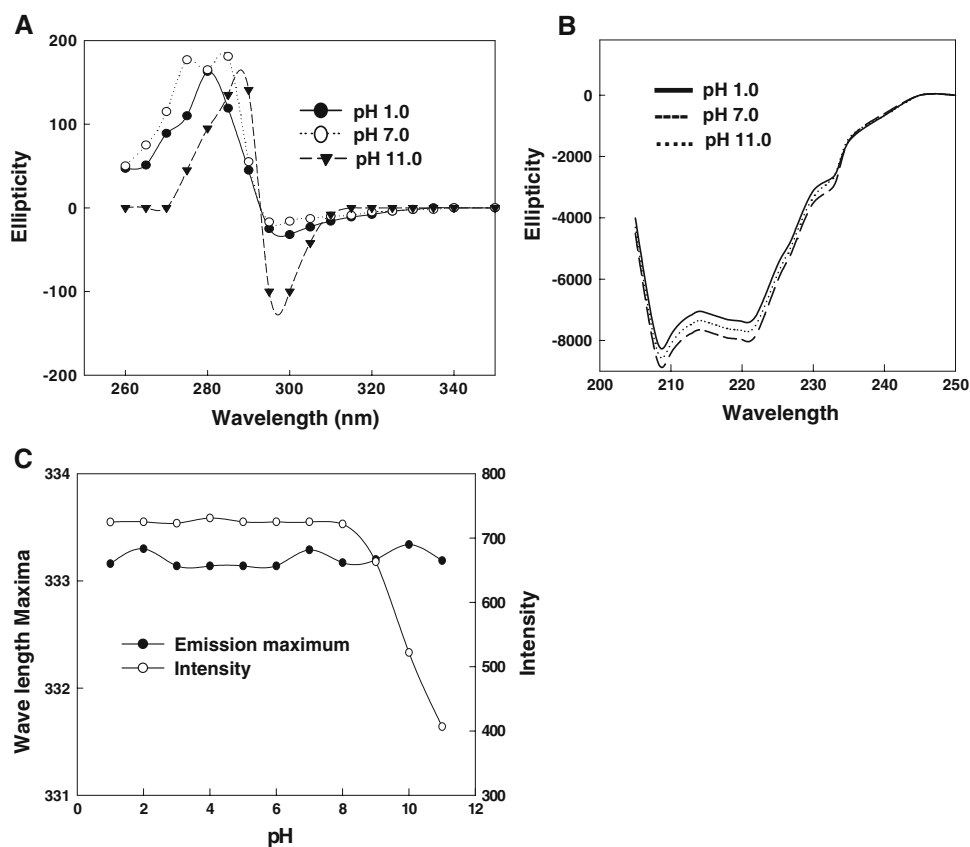 A
200
100
0
-100
-200
Ellipticity
pH 1.0
pH 7.0
pH 11.0
260 280 300 320 340
Wavelength (nm)
B
0
-2000
-4000
-6000
-8000
Ellipticity
pH 1.0
pH 7.0
pH 11.0
200 210 220 230 240 250
Wavelength
C
334
333
332
331
Wave length Maxima
Emission maximum
Intensity
800
700
600
500
400
300
Intensity
0 2 4 6 8 10 12
pH